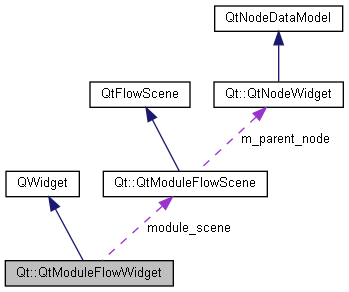 QtNodeDataModel
QtFlowScene
Qt::QtNodeWidget
m_parent_node
QWidget
Qt::QtModuleFlowScene
module_scene
Qt::QtModuleFlowWidget